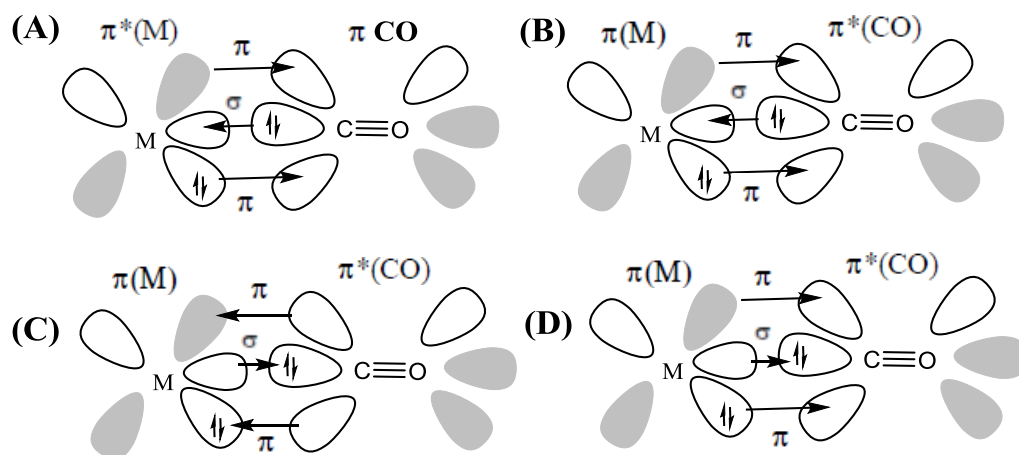 (A) π*(M) π π CO
σ
M C≡O
π
(B) π(M) π π*(CO)
σ
M C≡O
π
(C) π(M) π π*(CO)
σ
M C≡O
π
(D) π(M) π π*(CO)
σ
M C≡O
π